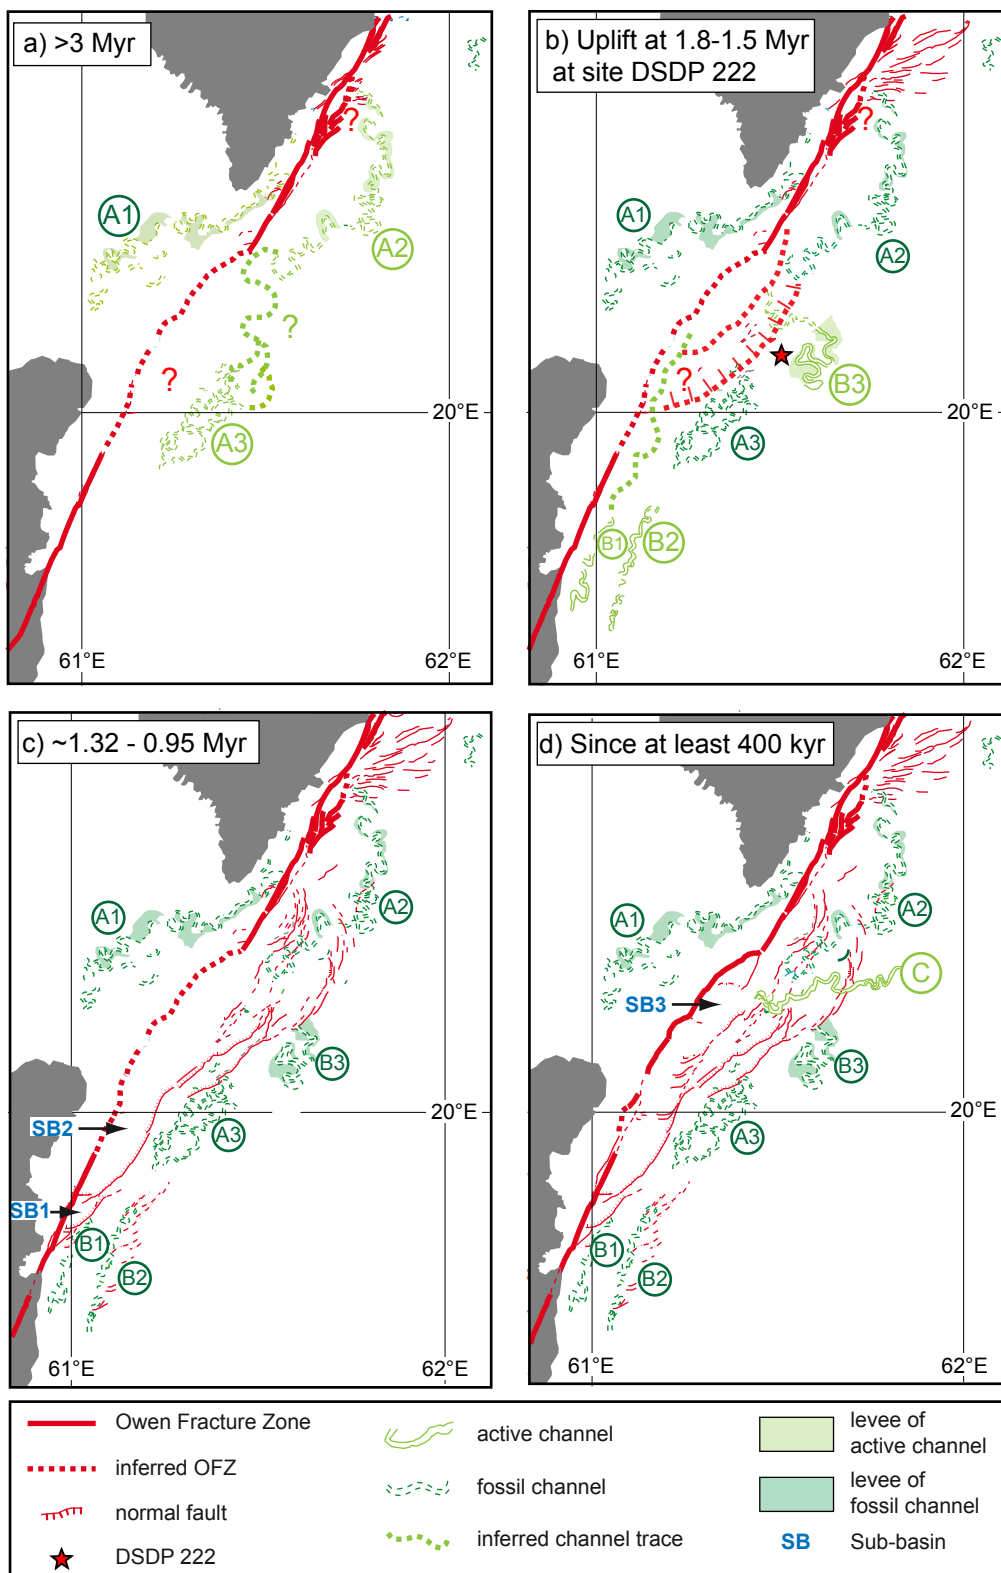 a) >3 Myr
A1
?
A2
?
?
A3
20°E
61°E
62°E
b) Uplift at 1.8-1.5 Myr
at site DSDP 222
?
A1
A2
?
B3
20°E
A3
B1
B2
61°E
62°E
c) ~1.32 - 0.95 Myr
A1
A2
B3
SB2
20°E
A3
SB1
B1
B2
61°E
62°E
d) Since at least 400 kyr
A1
A2
SB3
C
B3
20°E
A3
B1
B2
61°E
62°E
Owen Fracture Zone
inferred OFZ
normal fault
DSDP 222
active channel
fossil channel
inferred channel trace
levee of
active channel
levee of
fossil channel
SB
Sub-basin